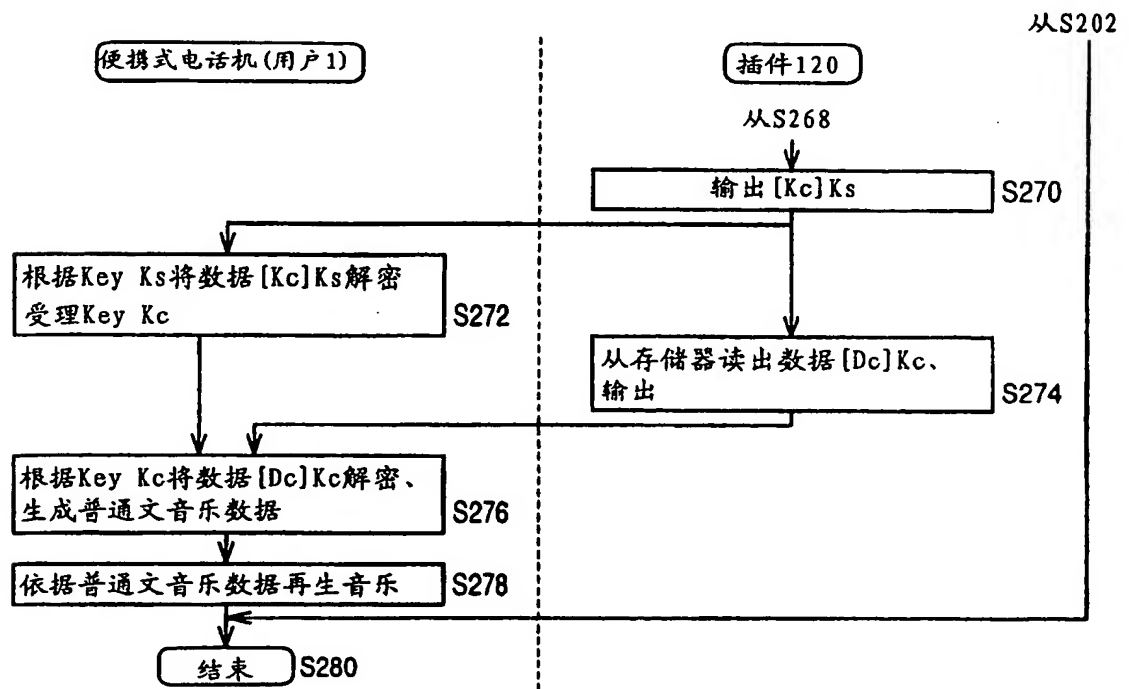 从S202
便携式电话机(用户1)
插件120
从S268
输出[Kc]Ks
S270
根据Key Ks将数据[Kc]Ks解密
受理Key Kc
S272
从存储器读出数据[Dc]Kc、
输出
S274
根据Key Kc将数据[Dc]Kc解密、
生成普通文音乐数据
S276
依据普通文音乐数据再生音乐
S278
结束
S280